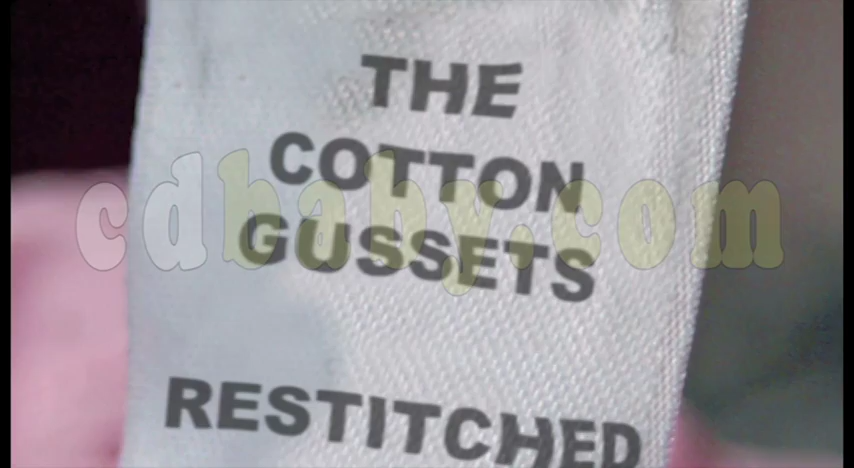 THE
COTTON
GUSSETS
cdbaby.com
RESTITCHED